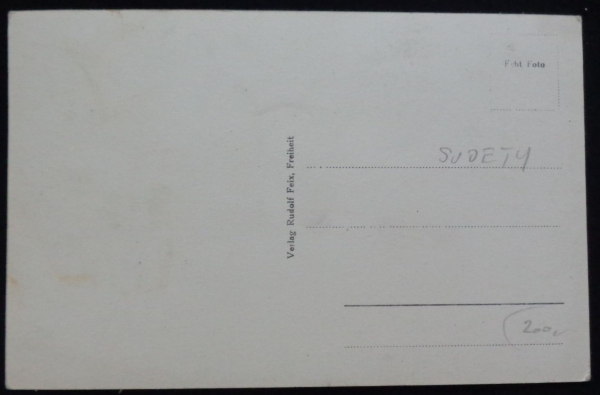 Echt Foto
SUDETY
Verlag Rudolf Feix, Freiheit
200,-